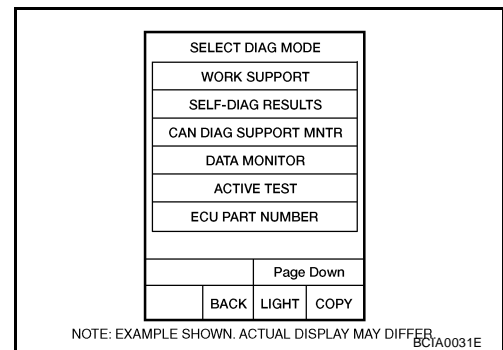 SELECT DIAG MODE
WORK SUPPORT
SELF-DIAG RESULTS
CAN DIAG SUPPORT MNTR
DATA MONITOR
ACTIVE TEST
ECU PART NUMBER
Page Down
BACK LIGHT COPY
NOTE: EXAMPLE SHOWN. ACTUAL DISPLAY MAY DIFFER.
BCIA0031E